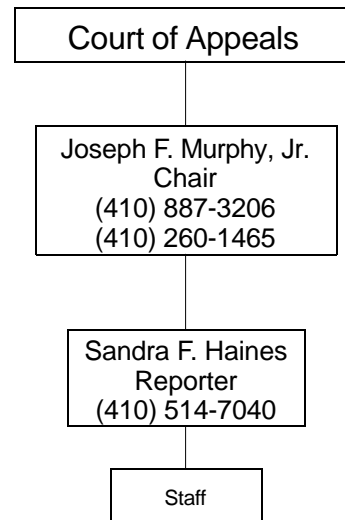 Court of Appeals
Joseph F. Murphy, Jr.
Chair
(410) 887-3206
(410) 260-1465
Sandra F. Haines
Reporter
(410) 514-7040
Staff